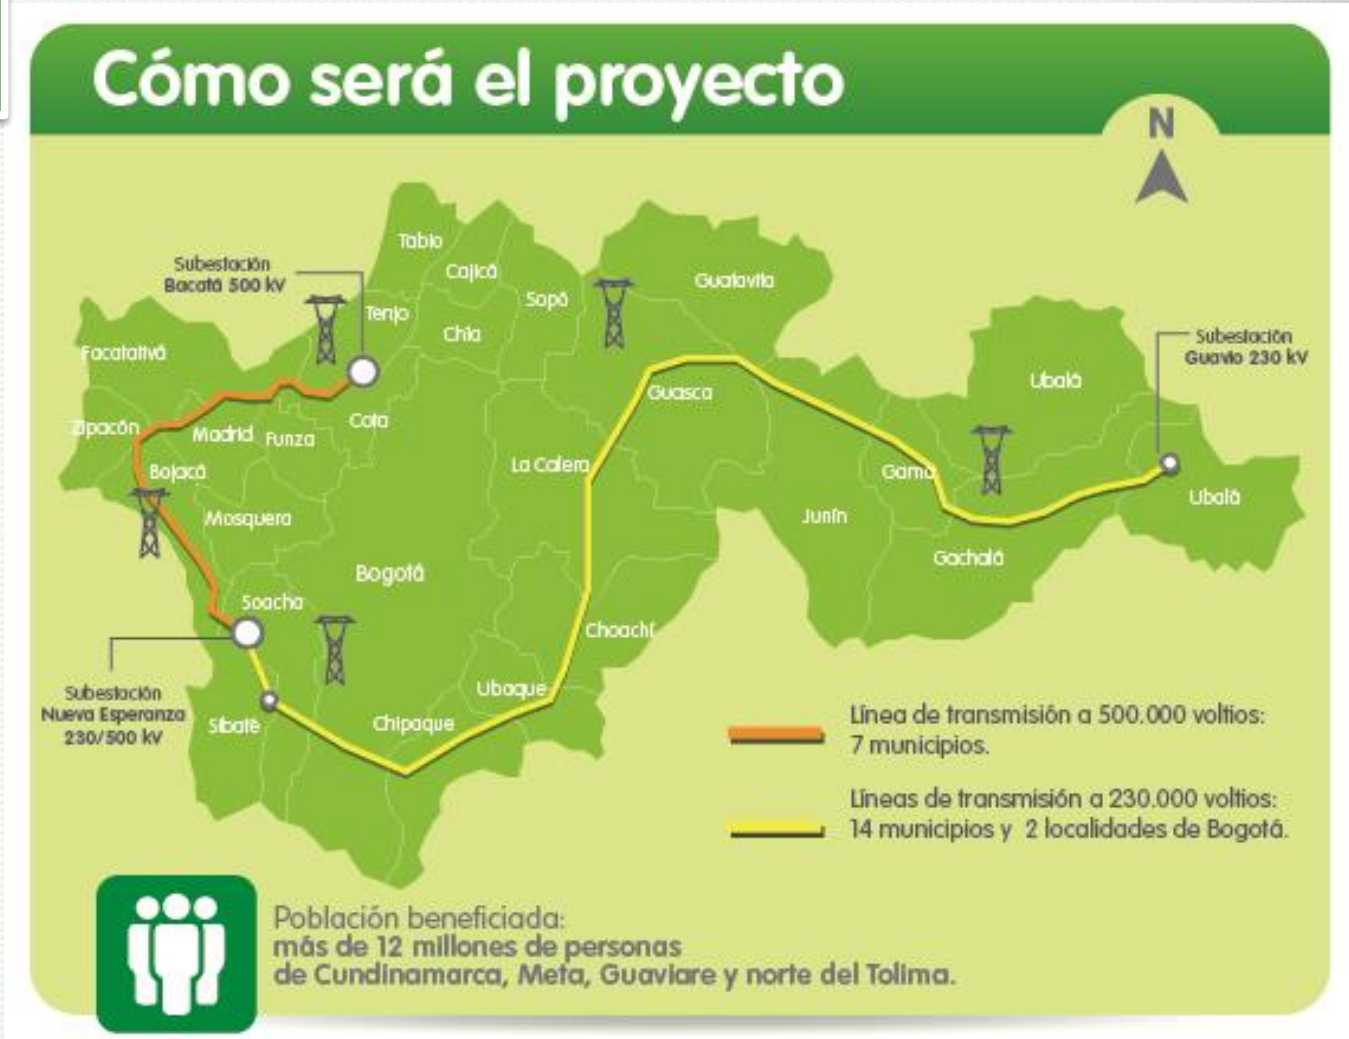 Cómo será el proyecto
N
Subestación
Bacatá 500 kV
Tabio
Cajicá
Sopó
Guatavita
Tenjo
Chía
Facatativá
Subestación
Guavio 230 kV
Ubalá
Guasca
Zipacón
Madrid
Funza
Cota
La Calera
Bojacá
Gama
Ubalá
Mosquera
Junín
Gachalá
Bogotá
Soacha
Choachí
Ubaque
Chipaque
Sibaté
Subestación
Nueva Esperanza
230/500 kV
Línea de transmisión a 500.000 voltios:
7 municipios.
Líneas de transmisión a 230.000 voltios:
14 municipios y 2 localidades de Bogotá.
Población beneficiada:
más de 12 millones de personas
de Cundinamarca, Meta, Guaviare y norte del Tolima.